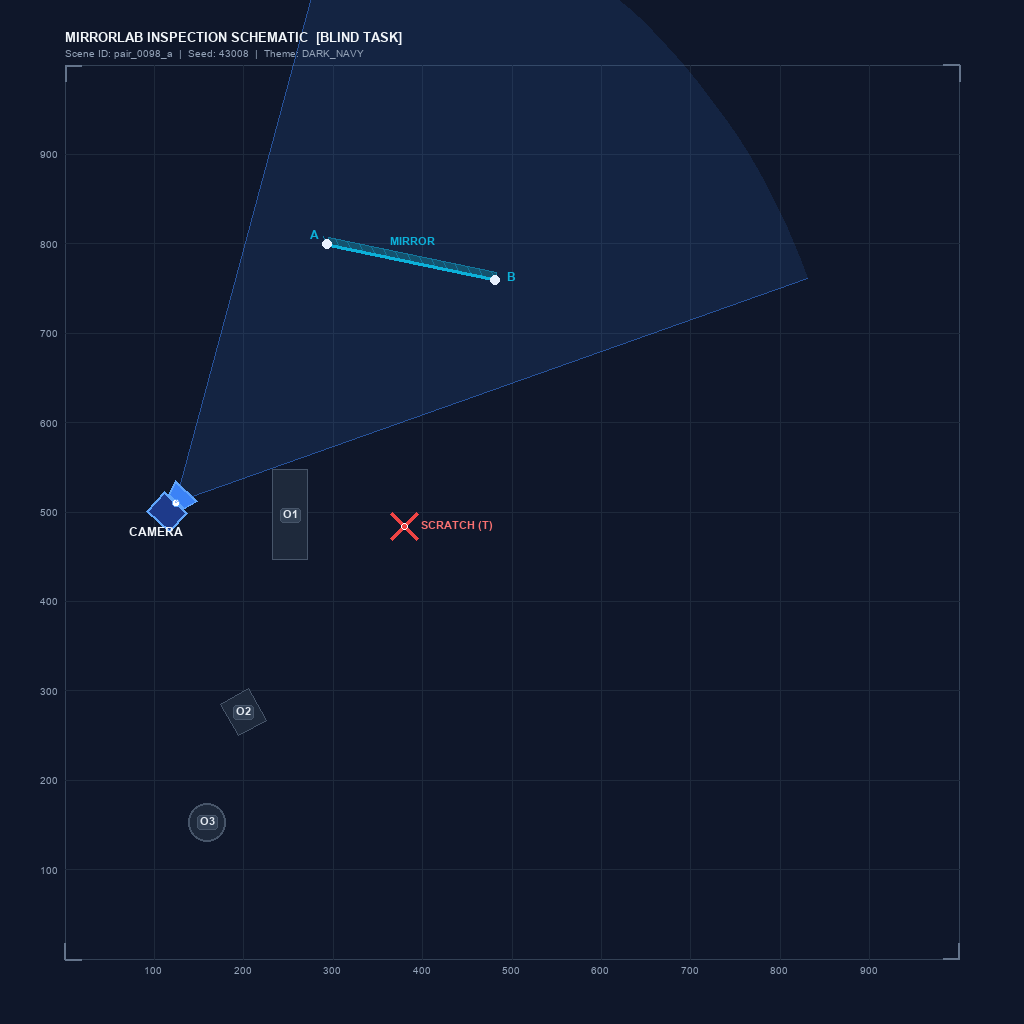 MIRRORLAB INSPECTION SCHEMATIC [BLIND TASK]
Scene ID: pair_0098_a | Seed: 43008 | Theme: DARK_NAVY
900
A
MIRROR
800
B
700
600
500
O1
SCRATCH (T)
CAMERA
400
300
O2
200
O3
100
100 200 300 400 500 600 700 800 900